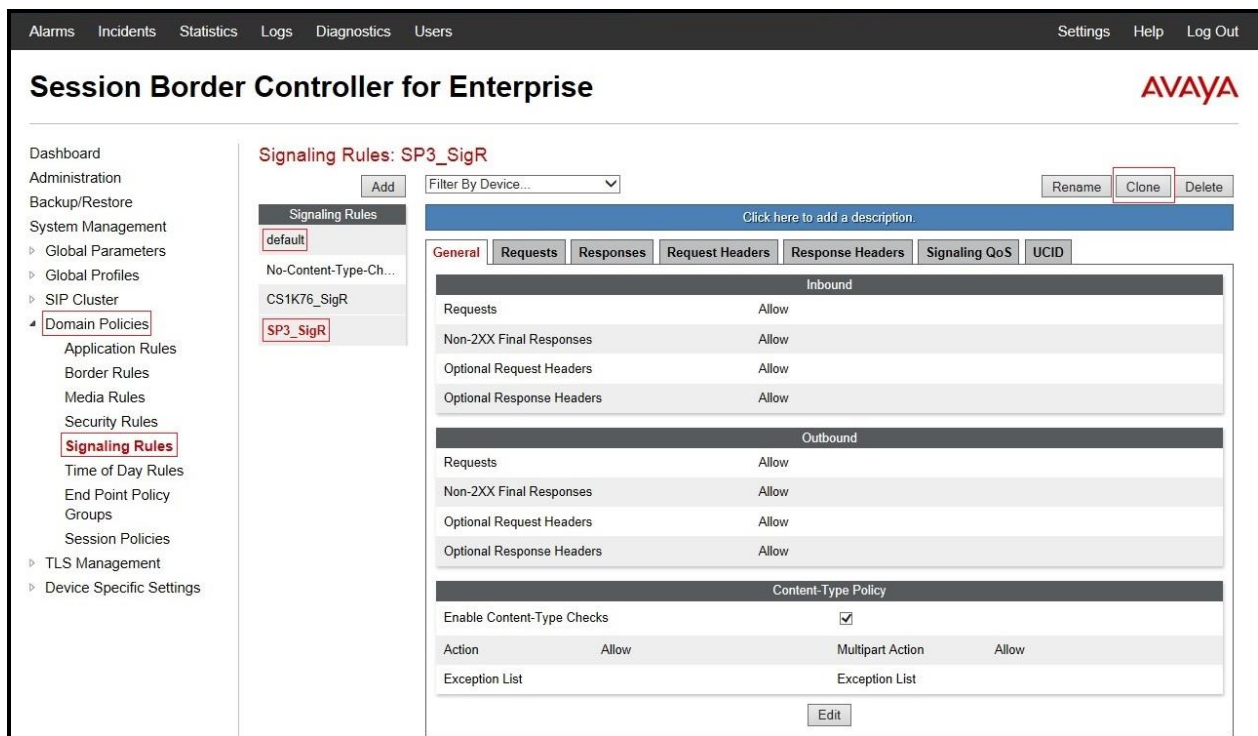 Alarms Incidents Statistics Logs Diagnostics Users Settings Help Log Out
Session Border Controller for Enterprise
AVAYA
Dashboard
Administration
Backup/Restore
System Management
Global Parameters
Global Profiles
SIP Cluster
Domain Policies
Application Rules
Border Rules
Media Rules
Security Rules
Signaling Rules
Time of Day Rules
End Point Policy
Groups
Session Policies
TLS Management
Device Specific Settings
Signaling Rules: SP3_SigR
Add
Filter By Device...
Rename Clone Delete
Signaling Rules
default
No-Content-Type-Ch...
CS1K76_SigR
SP3_SigR
Click here to add a description.
General Requests Responses Request Headers Response Headers Signaling QoS UCID
Inbound
Requests Allow
Non-2XX Final Responses Allow
Optional Request Headers Allow
Optional Response Headers Allow
Outbound
Requests Allow
Non-2XX Final Responses Allow
Optional Request Headers Allow
Optional Response Headers Allow
Content-Type Policy
Enable Content-Type Checks
Action Allow Multipart Action Allow
Exception List Exception List
Edit